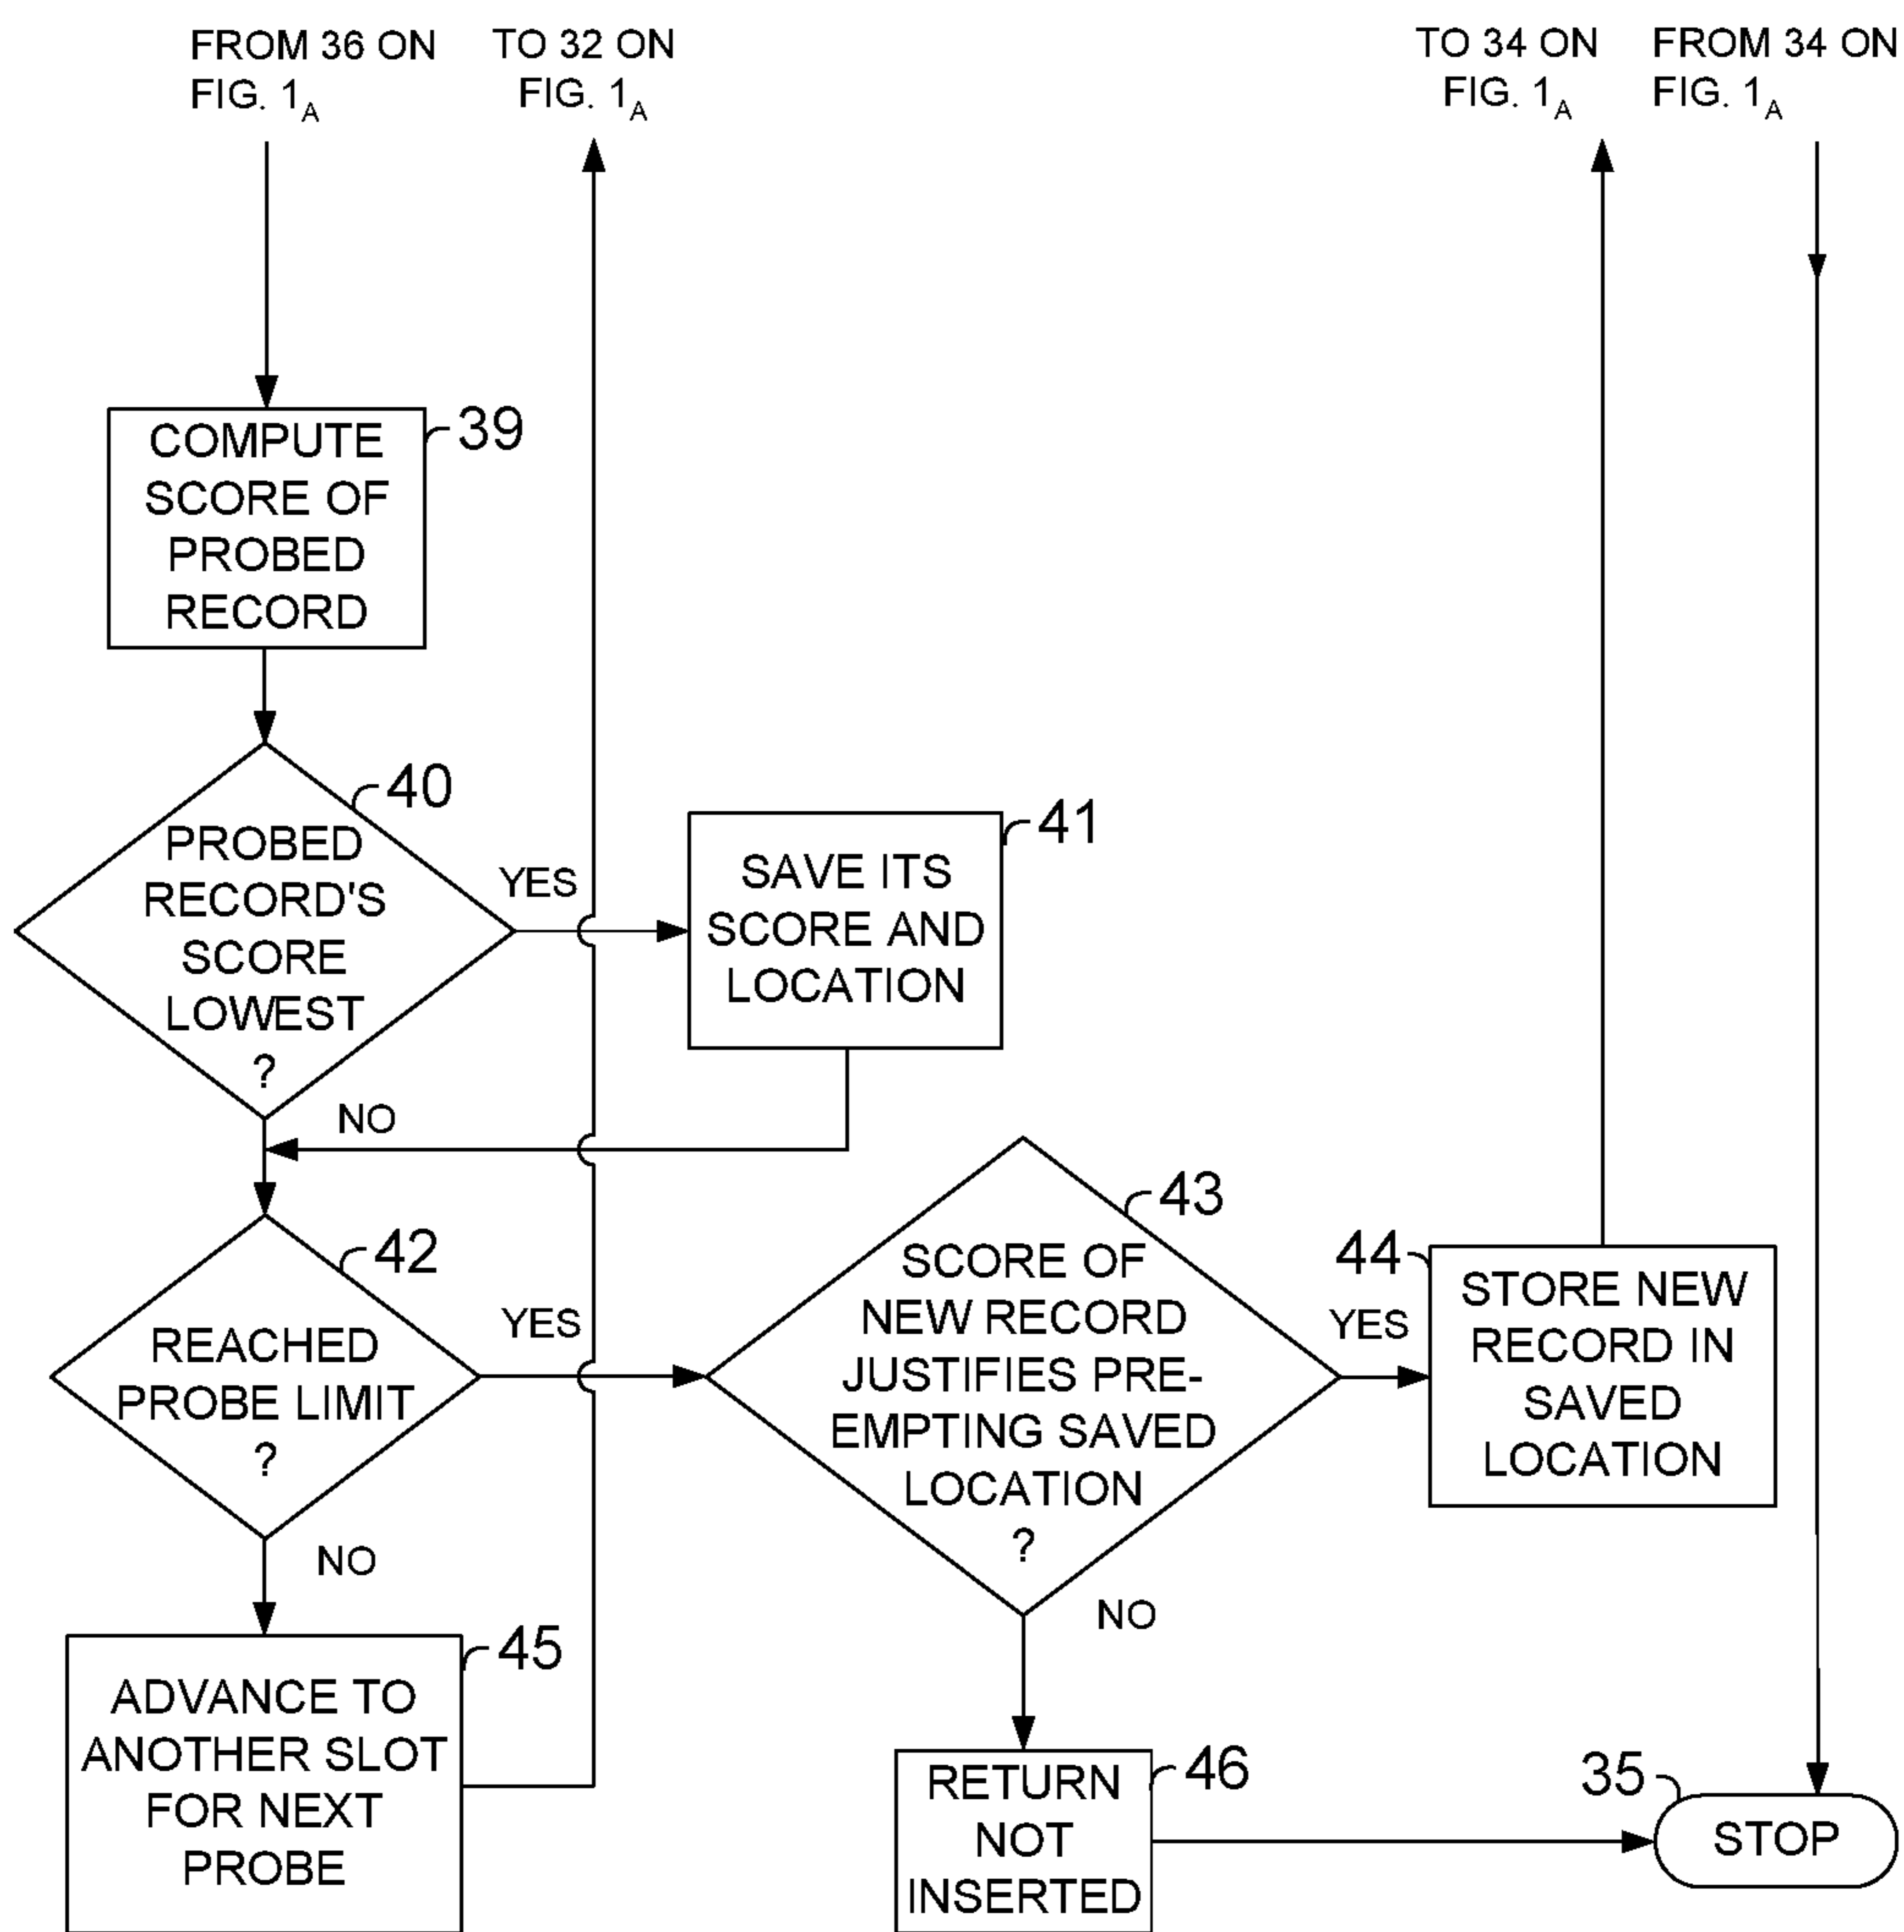 FROM 36 ON
FIG. 1A
TO 32 ON
FIG. 1A
TO 34 ON
FIG. 1A
FROM 34 ON
FIG. 1A
39
COMPUTE
SCORE OF
PROBED
RECORD
40
PROBED
RECORD'S
SCORE
LOWEST
?
YES
41
SAVE ITS
SCORE AND
LOCATION
NO
42
REACHED
PROBE LIMIT
?
YES
43
SCORE OF
NEW RECORD
JUSTIFIES PRE-
EMPTING SAVED
LOCATION
?
YES
44
STORE NEW
RECORD IN
SAVED
LOCATION
NO
45
ADVANCE TO
ANOTHER SLOT
FOR NEXT
PROBE
NO
46
RETURN
NOT
INSERTED
35
STOP